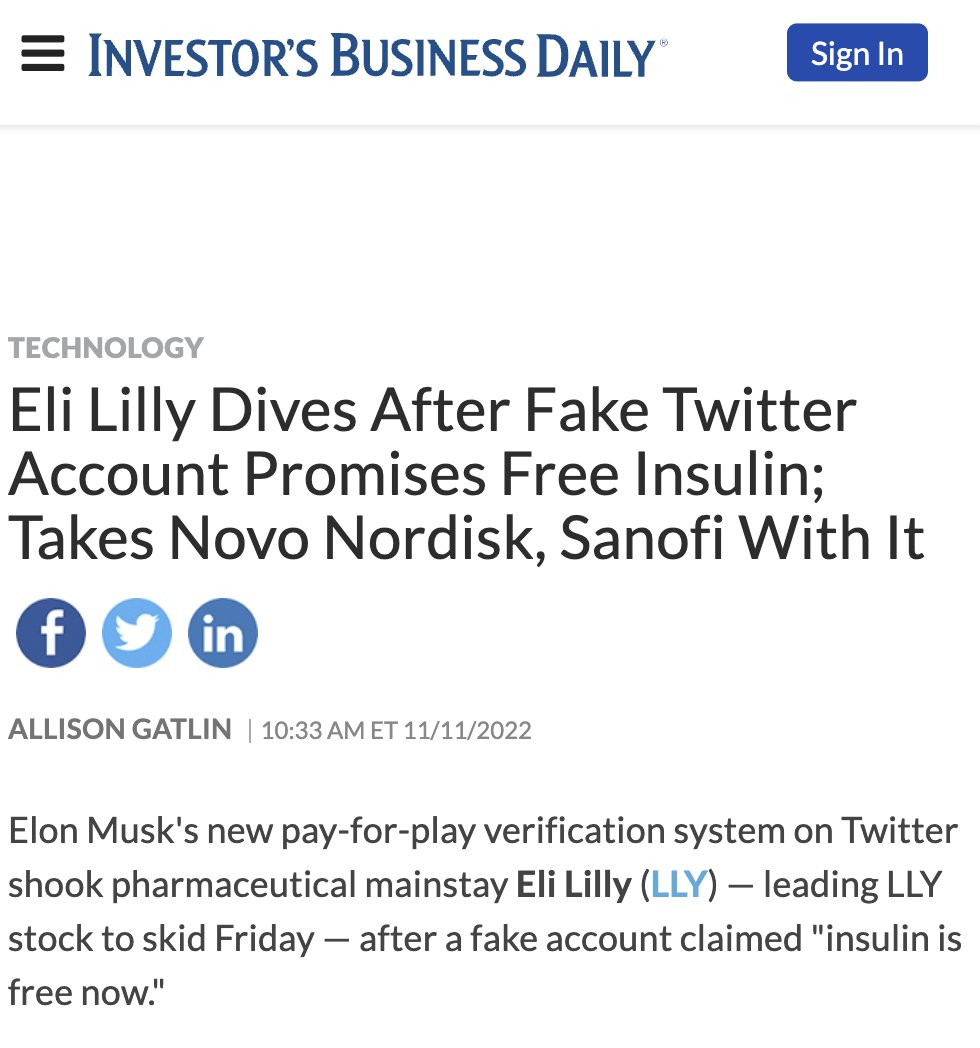 INVESTOR'S BUSINESS DAILY®
Sign In
TECHNOLOGY
Eli Lilly Dives After Fake Twitter
Account Promises Free Insulin;
Takes Novo Nordisk, Sanofi With It
f
in
ALLISON GATLIN | 10:33 AM ET 11/11/2022
Elon Musk's new pay-for-play verification system on Twitter
shook pharmaceutical mainstay Eli Lilly (LLY) — leading LLY
stock to skid Friday — after a fake account claimed "insulin is
free now."